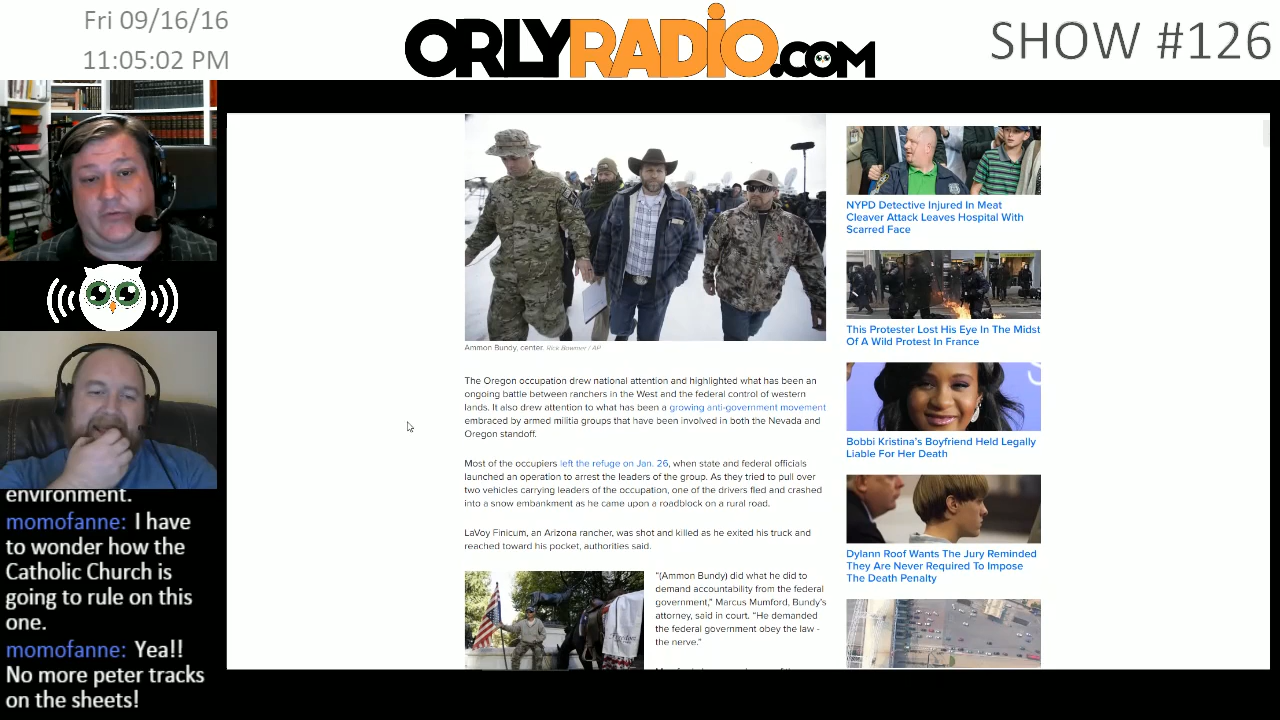 Fri 09/16/16
11:05:02 PM
ORLYRADIO.COM
SHOW #126
Ammon Bundy, center. Rick Bowmer / AP
The Oregon occupation drew national attention and highlighted what has been an
ongoing battle between ranchers in the West and the federal control of western
lands. It also drew attention to what has been a growing anti-government movement
embraced by armed militia groups that have been involved in both the Nevada and
Oregon standoff.
Most of the occupiers left the refuge on Jan. 26, when state and federal officials
launched an operation to arrest the leaders of the group. As they tried to pull over
two vehicles carrying leaders of the occupation, one of the drivers fled and crashed
into a snow embankment as he came upon a roadblock on a rural road.
LaVoy Finicum, an Arizona rancher, was shot and killed as he exited his truck and
reached toward his pocket, authorities said.
"(Ammon Bundy) did what he did to
demand accountability from the federal
government," Marcus Mumford, Bundy's
attorney, said in court. "He demanded
the federal government obey the law -
the nerve."
NYPD Detective Injured In Meat
Cleaver Attack Leaves Hospital With
Scarred Face
This Protester Lost His Eye In The Midst
Of A Wild Protest In France
Bobbi Kristina's Boyfriend Held Legally
Liable For Her Death
Dylann Roof Wants The Jury Reminded
They Are Never Required To Impose
The Death Penalty
environment.
momofanne: I have
to wonder how the
Catholic Church is
going to rule on this
one.
momofanne: Yea!!
No more peter tracks
on the sheets!